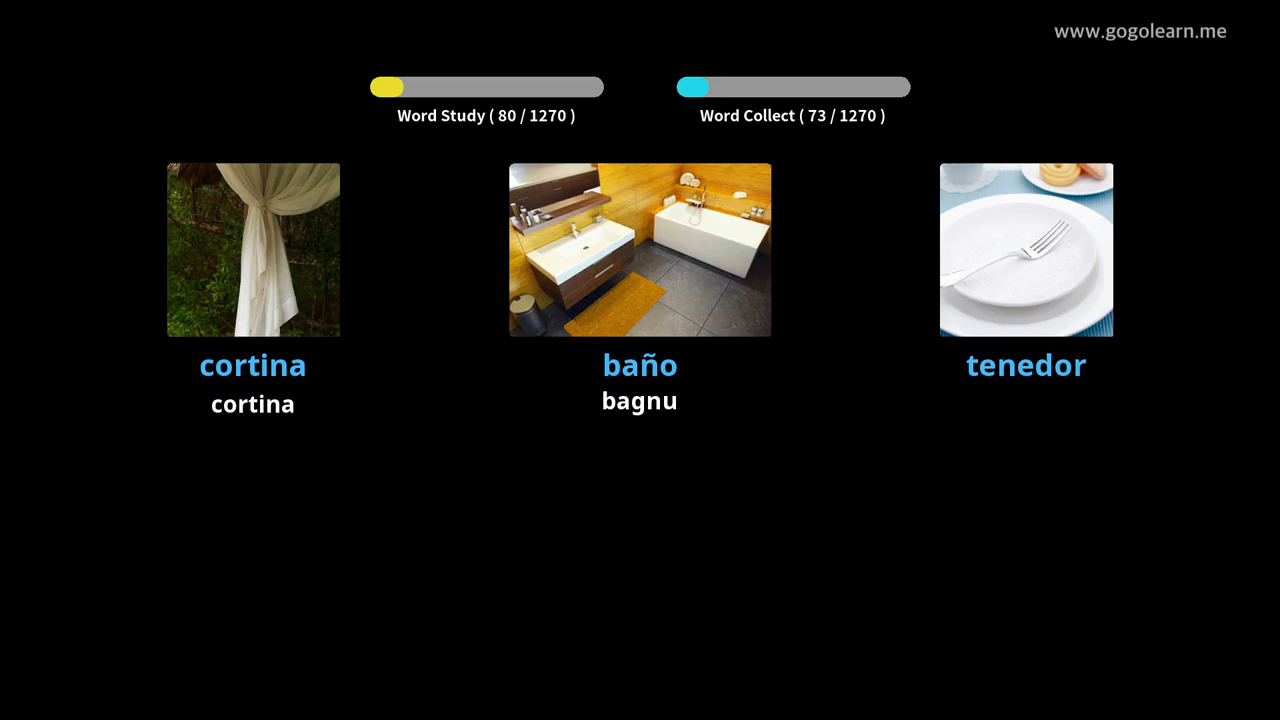 www.gogolearn.me
Word Study ( 80 / 1270 )
Word Collect ( 73 / 1270 )
cortina
cortina
baño
bagnu
tenedor